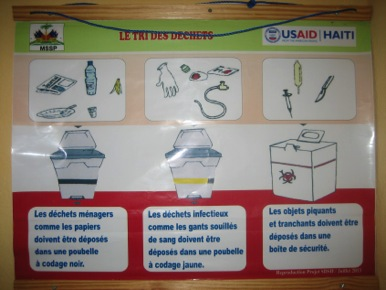 LE TRI DES DECHETS
MSSP
USAID | HAITI
Les déchets ménagers
comme les papiers
doivent être déposés
dans une poubelle
à codage noir.
Les déchets infectieux
comme les gants souillés
de sang doivent être
déposés dans une poubelle
à codage jaune.
Les objets piquants
et tranchants doivent être
déposés dans une
boîte de sécurité.